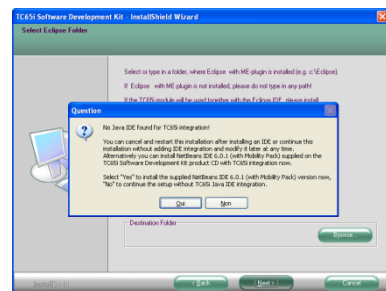 TC65i Software Development Kit - InstallShield Wizard
Select Eclipse Folder
Select or type in a folder, where Eclipse with ME-plugin is installed (e.g. c:\Eclipse).
If Eclipse with ME-plugin is not installed, please do not type in any path!
If the TC65i module will be used together with the Eclipse IDE, please install
Question
No Java IDE found for TC65i integration!
You can cancel and restart this installation after installing an IDE or continue this
installation without adding IDE integration and modify it later at any time.
Alternatively you can install NetBeans IDE 6.0.1 (with Mobility Pack) supplied on the
TC65i Software Development Kit product CD with TC65i integration now.
Select "Yes" to install the supplied NetBeans IDE 6.0.1 (with Mobility Pack) version now,
"No" to continue the setup without TC65i Java IDE integration.
Oui
Non
Destination Folder
Browse...
InstallShield
< Back
Next >
Cancel